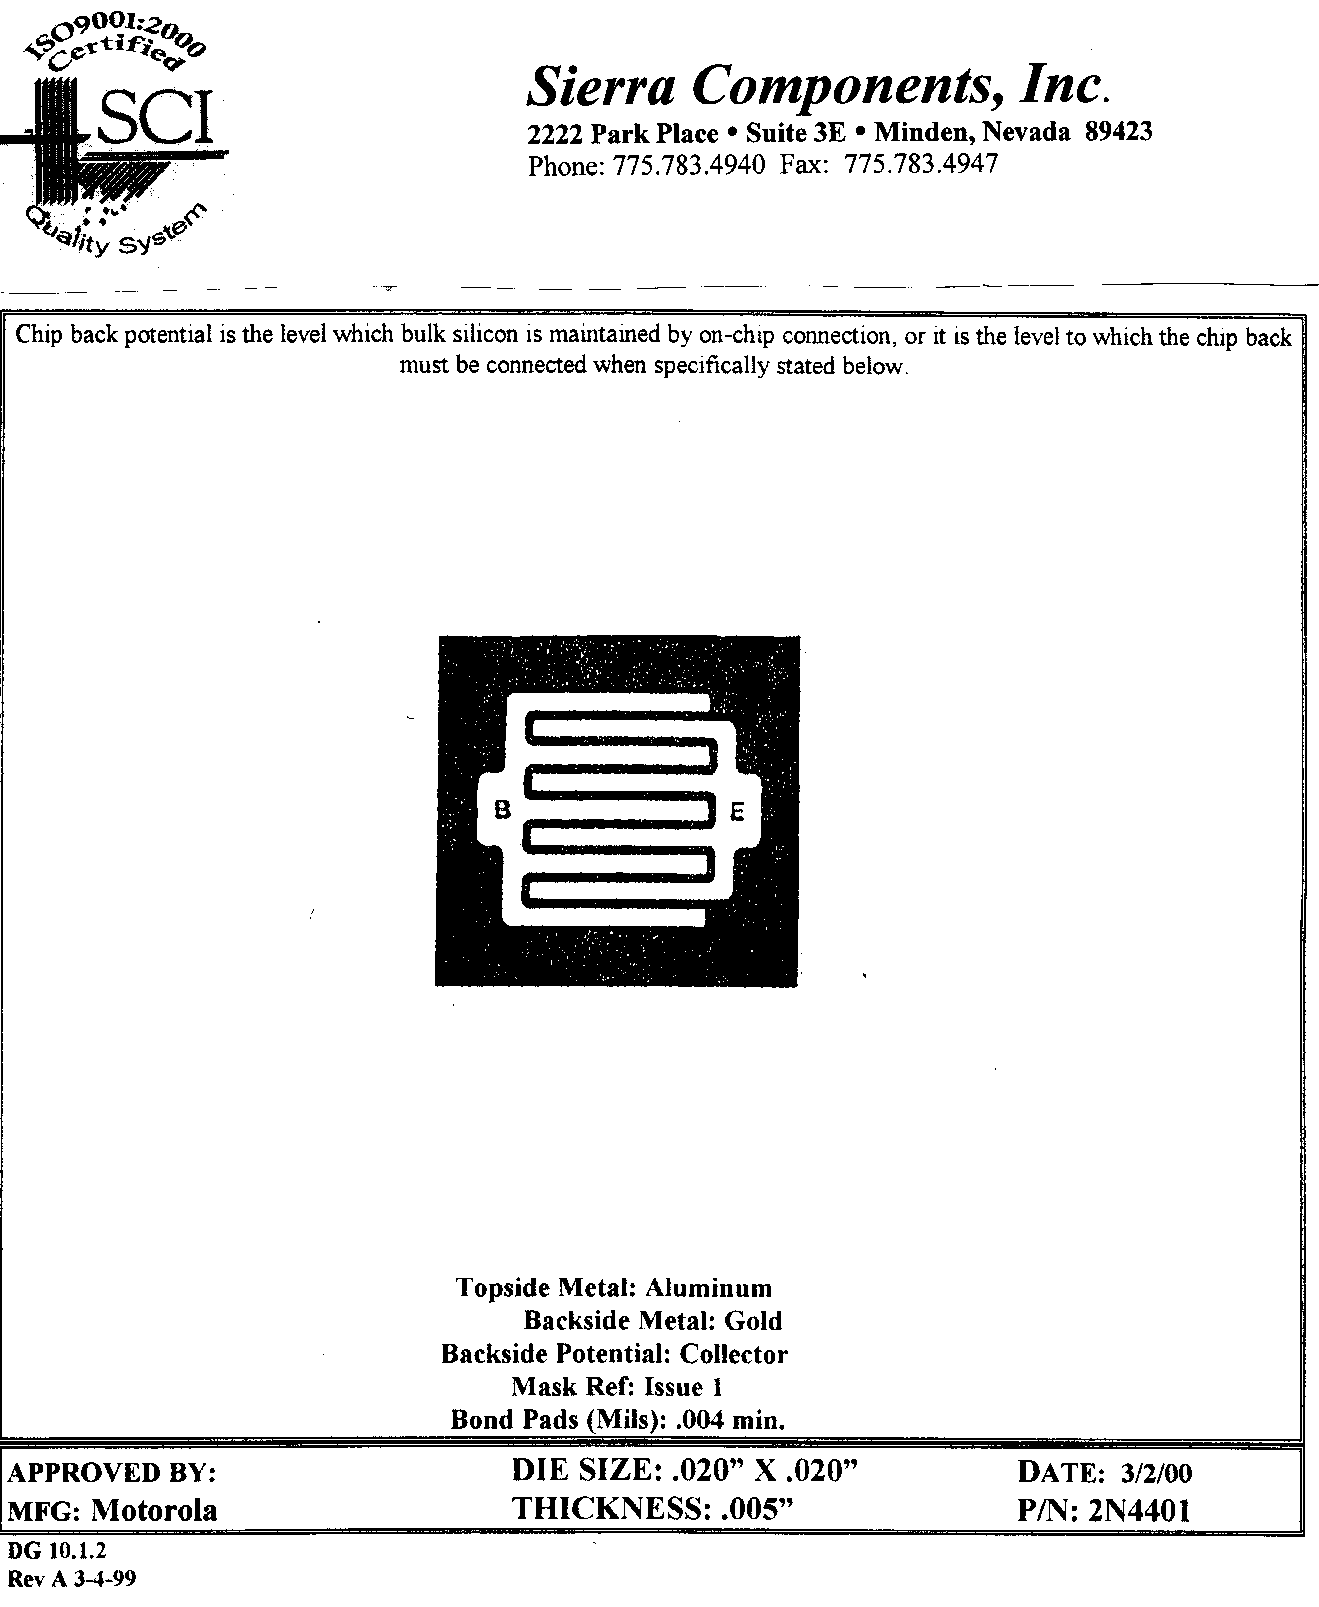 ISO9001:2000
Certified
SCI
Quality System
Sierra Components, Inc.
2222 Park Place • Suite 3E • Minden, Nevada 89423
Phone: 775.783.4940 Fax: 775.783.4947
Chip back potential is the level which bulk silicon is maintained by on-chip connection, or it is the level to which the chip back
must be connected when specifically stated below.
B
E
Topside Metal: Aluminum
Backside Metal: Gold
Backside Potential: Collector
Mask Ref: Issue 1
Bond Pads (Mils): .004 min.
APPROVED BY:
DIE SIZE: .020” X .020”
DATE: 3/2/00
MFG: Motorola
THICKNESS: .005”
P/N: 2N4401
DG 10.1.2
Rev A 3-4-99